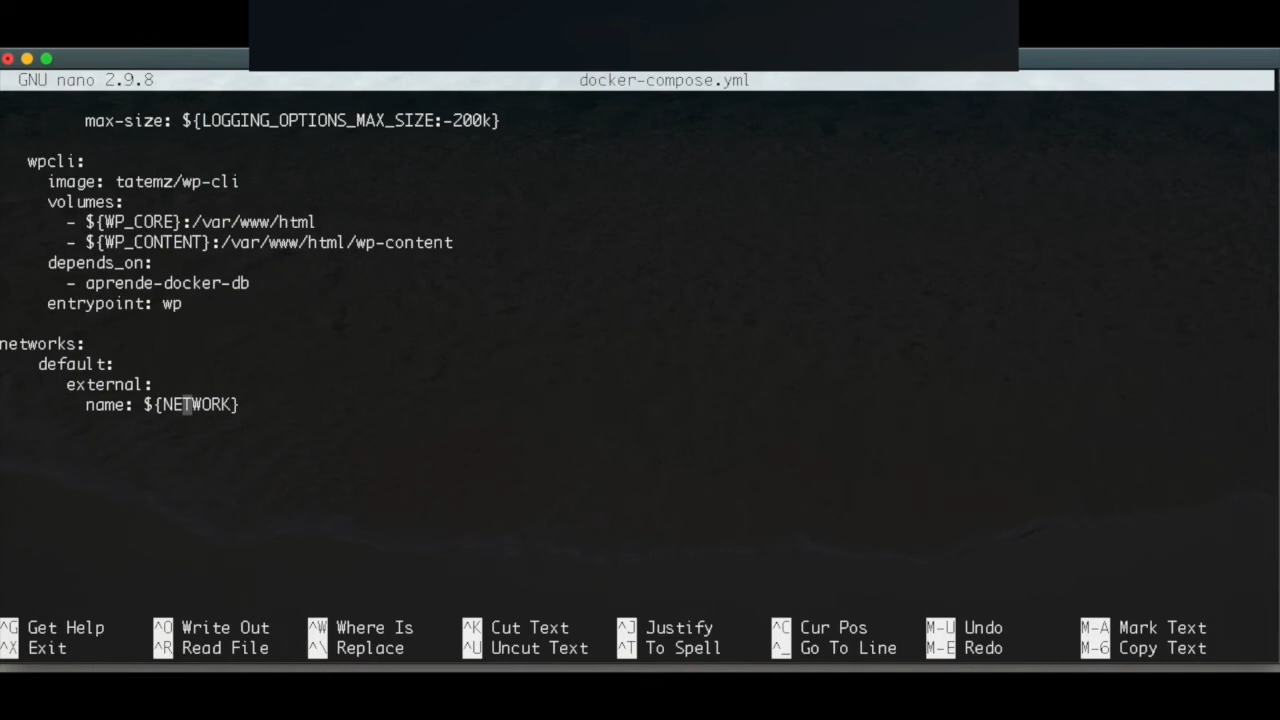 GNU nano 2.9.8 docker-compose.yml
max-size: ${LOGGING_OPTIONS_MAX_SIZE:-200k}
wpcli:
image: tatemz/wp-cli
volumes:
- ${WP_CORE}:/var/www/html
- ${WP_CONTENT}:/var/www/html/wp-content
depends_on:
- aprende-docker-db
entrypoint: wp
networks:
default:
external:
name: ${NETWORK}
^G Get Help ^O Write Out ^W Where Is ^K Cut Text ^J Justify ^C Cur Pos M-U Undo M-A Mark Text
^X Exit ^R Read File ^\ Replace ^U Uncut Text ^T To Spell ^_ Go To Line M-E Redo M-6 Copy Text